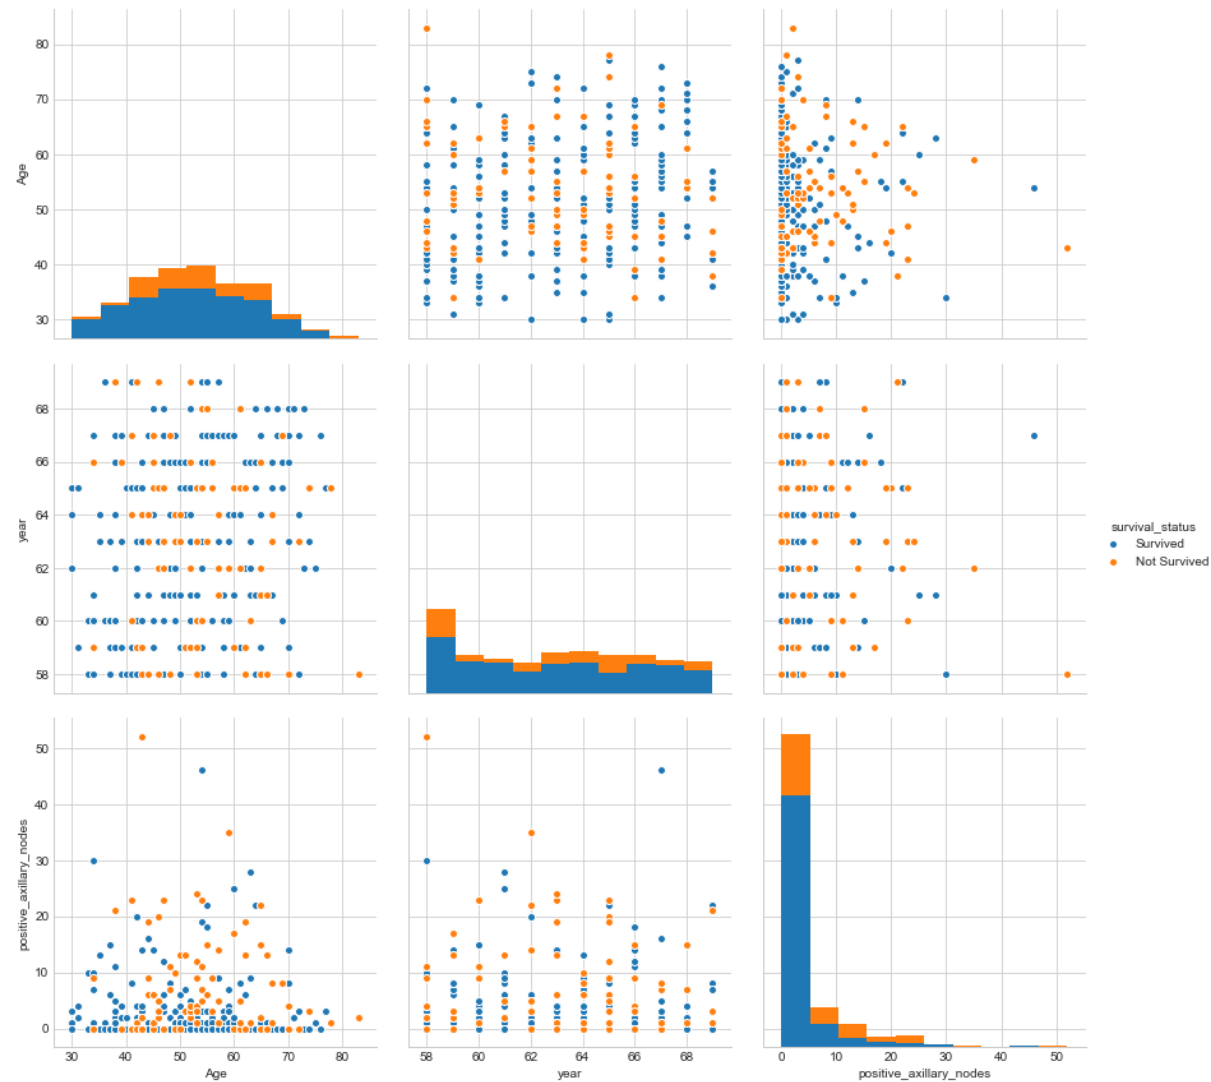 80
70
60
50
40
30
Age
68
66
64
62
60
58
year
survival_status
Survived
Not Survived
50
40
30
20
10
0
positive_axillary_nodes
30 40 50 60 70 80
Age
58 60 62 64 66 68
year
0 10 20 30 40 50
positive_axillary_nodes